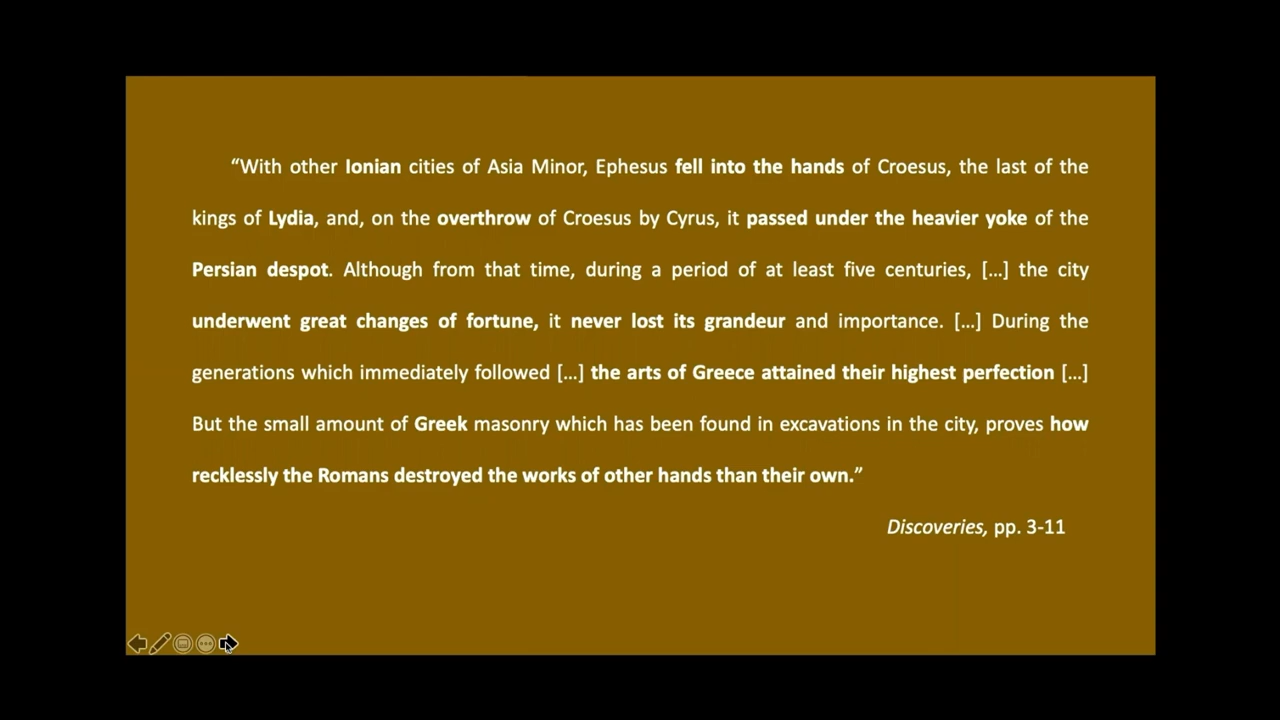 “With other Ionian cities of Asia Minor, Ephesus fell into the hands of Croesus, the last of the
kings of Lydia, and, on the overthrow of Croesus by Cyrus, it passed under the heavier yoke of the
Persian despot. Although from that time, during a period of at least five centuries, […] the city
underwent great changes of fortune, it never lost its grandeur and importance. […] During the
generations which immediately followed […] the arts of Greece attained their highest perfection […]
But the small amount of Greek masonry which has been found in excavations in the city, proves how
recklessly the Romans destroyed the works of other hands than their own.”
Discoveries, pp. 3-11